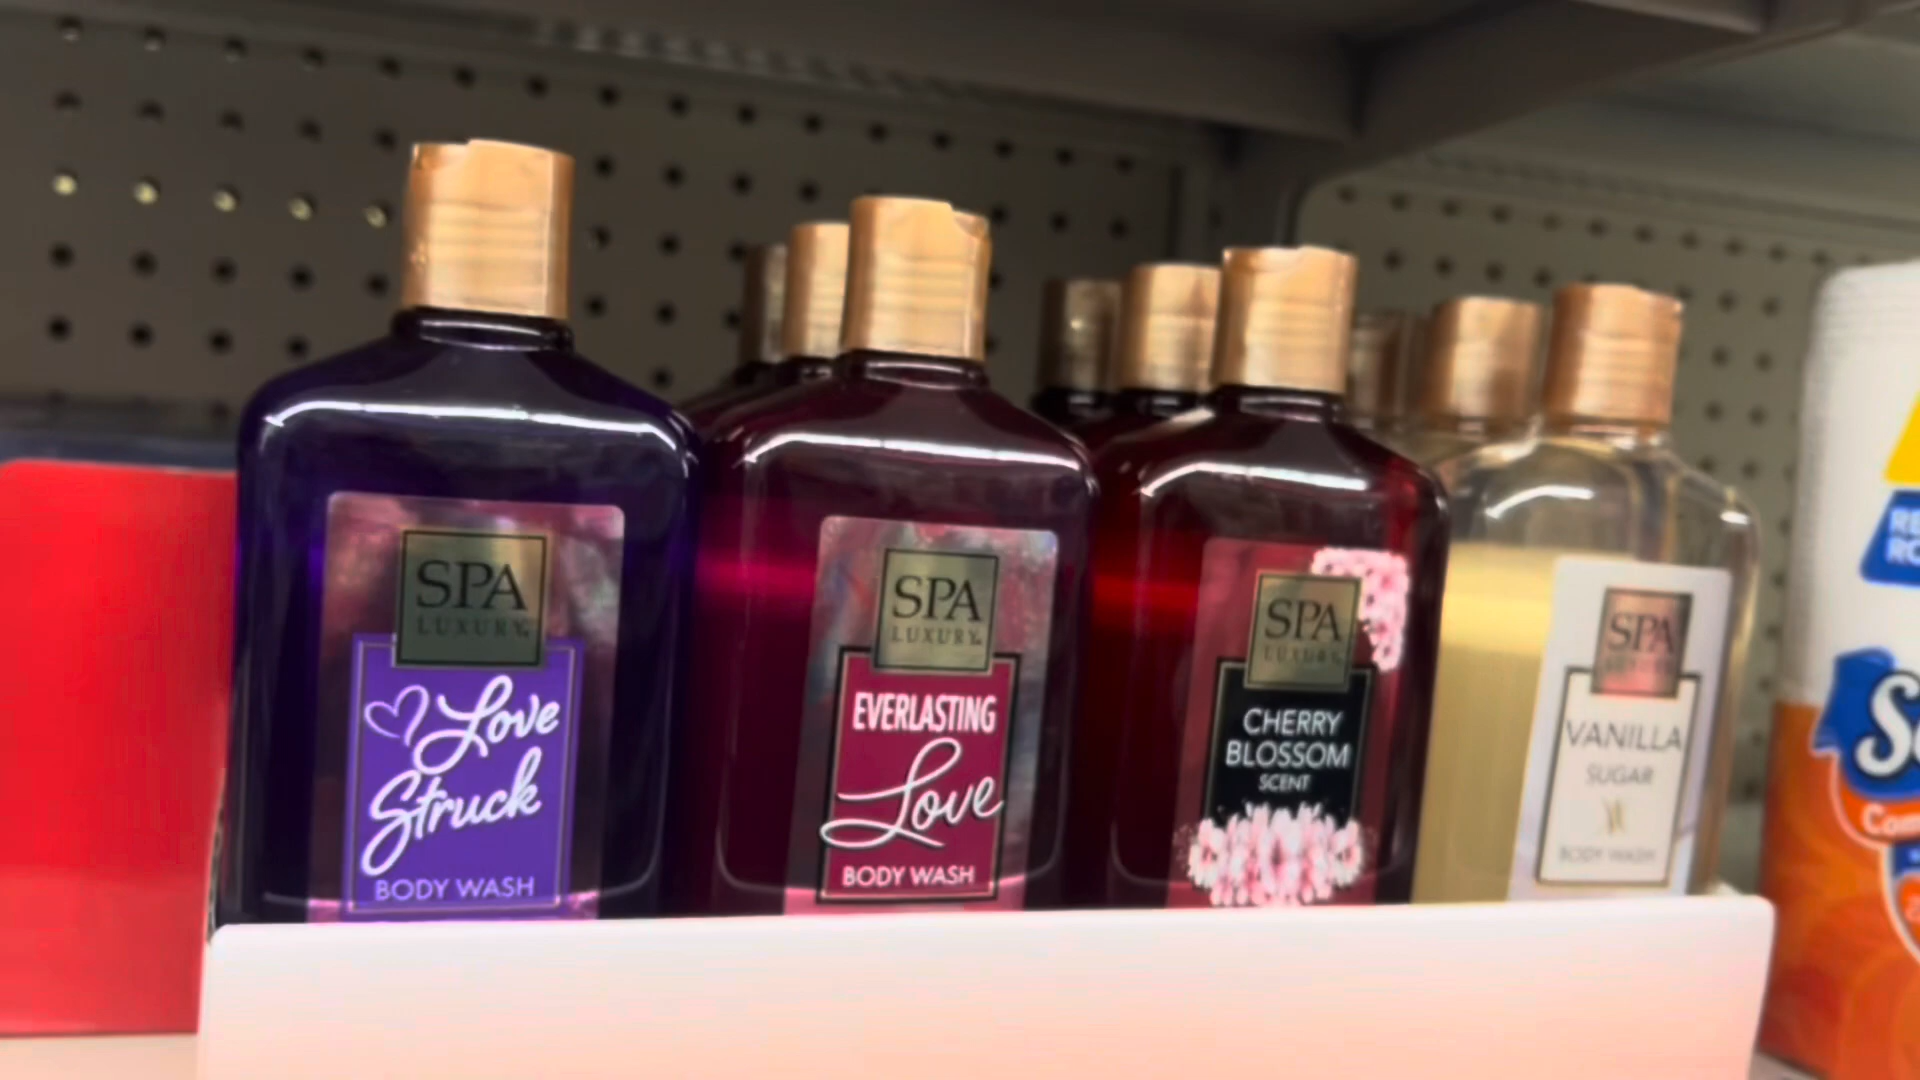 SPA
LUXURY
Love
Struck
BODY WASH
SPA
LUXURY
EVERLASTING
Love
BODY WASH
SPA
LUXURY
CHERRY
BLOSSOM
SCENT
SPA
LUXURY
VANILLA
SUGAR
BODY WASH